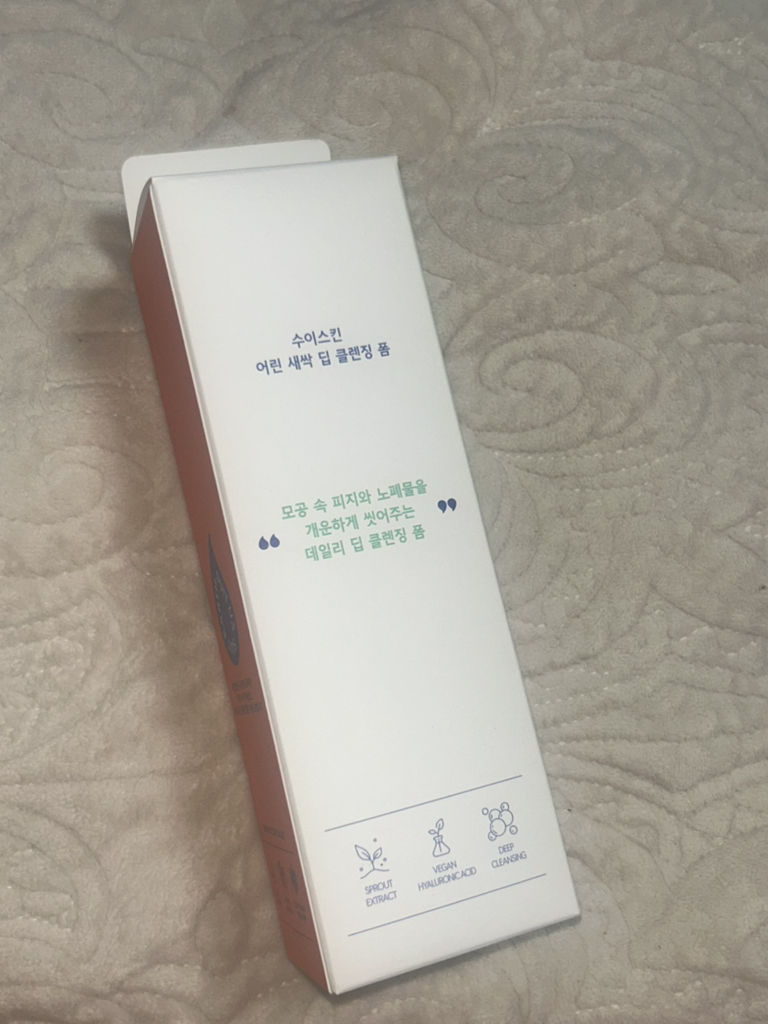 수이스킨
어린 새싹 딥 클렌징 폼
“ 모공 속 피지와 노폐물을
개운하게 씻어주는
데일리 딥 클렌징 폼 ”
SPROUT
EXTRACT
VEGAN
HYALURONIC ACID
DEEP
CLEANSING